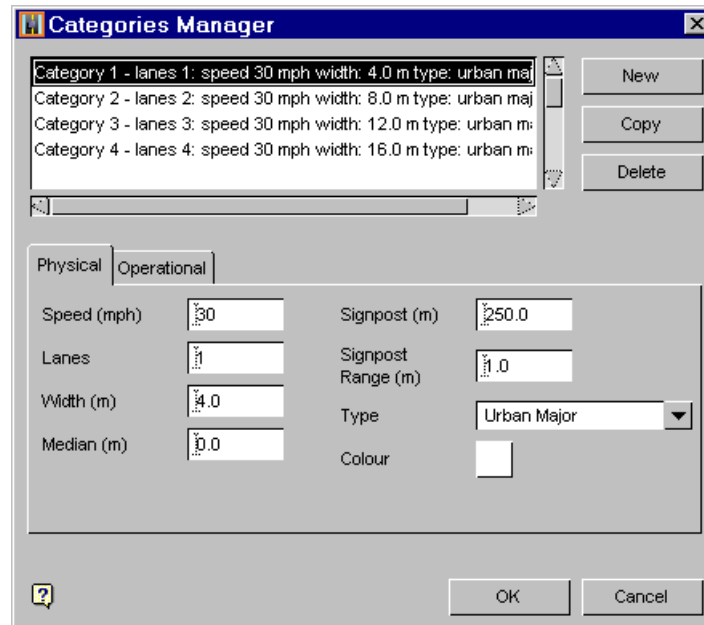 Categories Manager
Category 1 - lanes 1: speed 30 mph width: 4.0 m type: urban maj
Category 2 - lanes 2: speed 30 mph width: 8.0 m type: urban maj
Category 3 - lanes 3: speed 30 mph width: 12.0 m type: urban m
Category 4 - lanes 4: speed 30 mph width: 16.0 m type: urban m
New
Copy
Delete
Physical
Operational
Speed (mph) 30
Lanes 1
Width (m) 4.0
Median (m) 0.0
Signpost (m) 250.0
Signpost
Range (m) 1.0
Type Urban Major
Colour
OK
Cancel